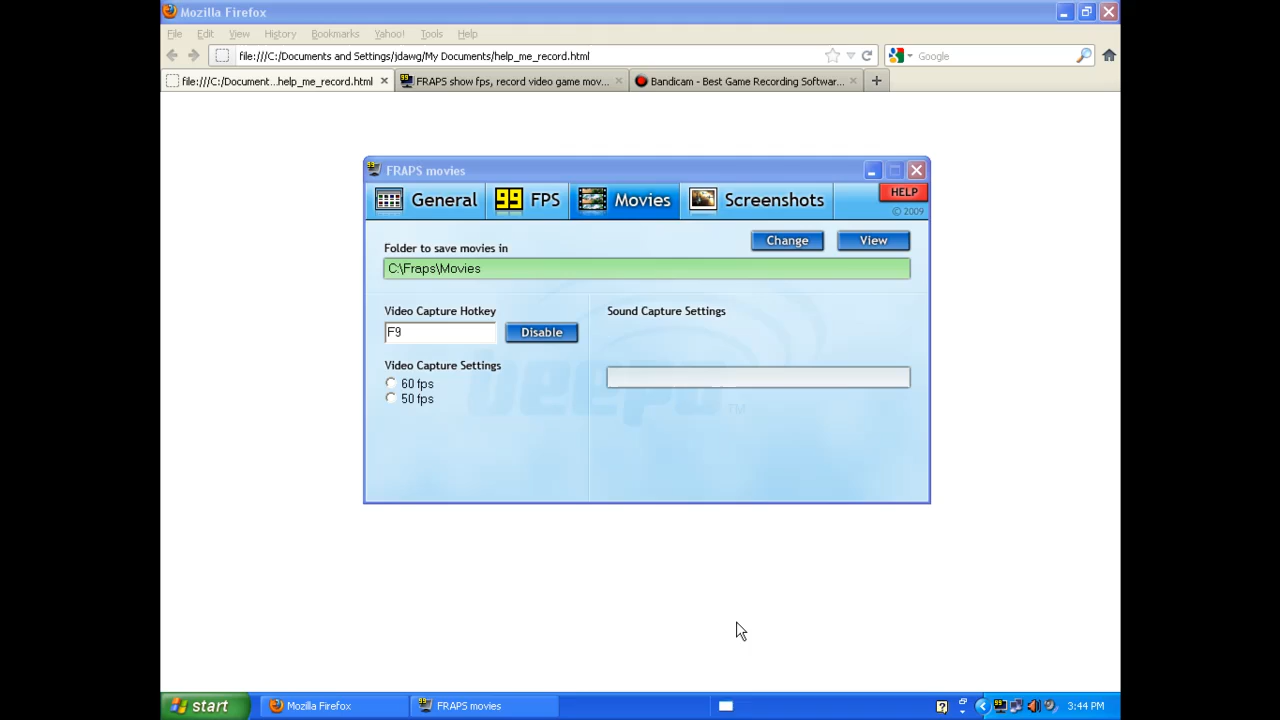 Mozilla Firefox
File Edit View History Bookmarks Yahoo! Tools Help
file:///C:/Documents and Settings/jdawg/My Documents/help_me_record.html
Google
file:///C:/Document...help_me_record.html
FRAPS show fps, record video game mov...
Bandicam - Best Game Recording Softwar...
FRAPS movies
General
99 FPS
Movies
Screenshots
HELP
© 2009
Folder to save movies in
Change
View
C:\Fraps\Movies
Video Capture Hotkey
Sound Capture Settings
F9
Disable
Video Capture Settings
60 fps
50 fps
beepa
TM
start
Mozilla Firefox
FRAPS movies
3:44 PM